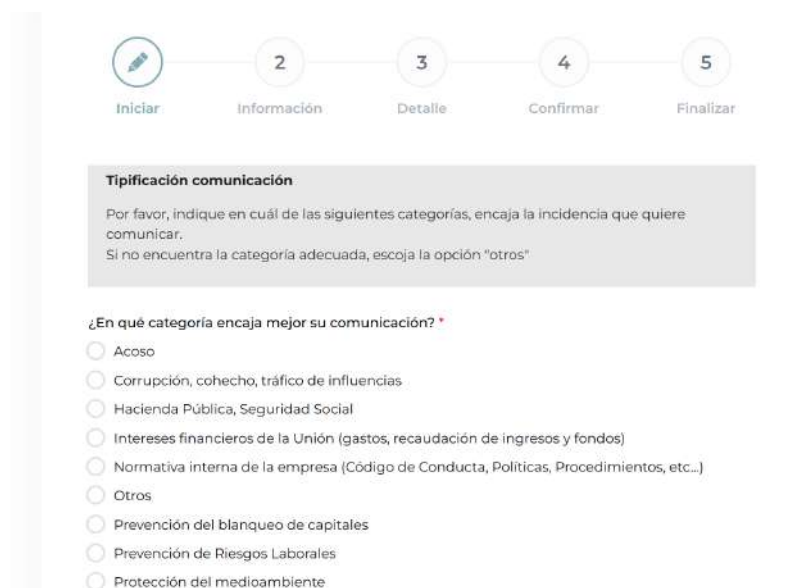 2
3
4
5
Iniciar
Información
Detalle
Confirmar
Finalizar
Tipificación comunicación
Por favor, indique en cuál de las siguientes categorías, encaja la incidencia que quiere
comunicar.
Si no encuentra la categoría adecuada, escoja la opción "otros"
¿En qué categoría encaja mejor su comunicación? *
Acoso
Corrupción, cohecho, tráfico de influencias
Hacienda Pública, Seguridad Social
Intereses financieros de la Unión (gastos, recaudación de ingresos y fondos)
Normativa interna de la empresa (Código de Conducta, Políticas, Procedimientos, etc...)
Otros
Prevención del blanqueo de capitales
Prevención de Riesgos Laborales
Protección del medioambiente